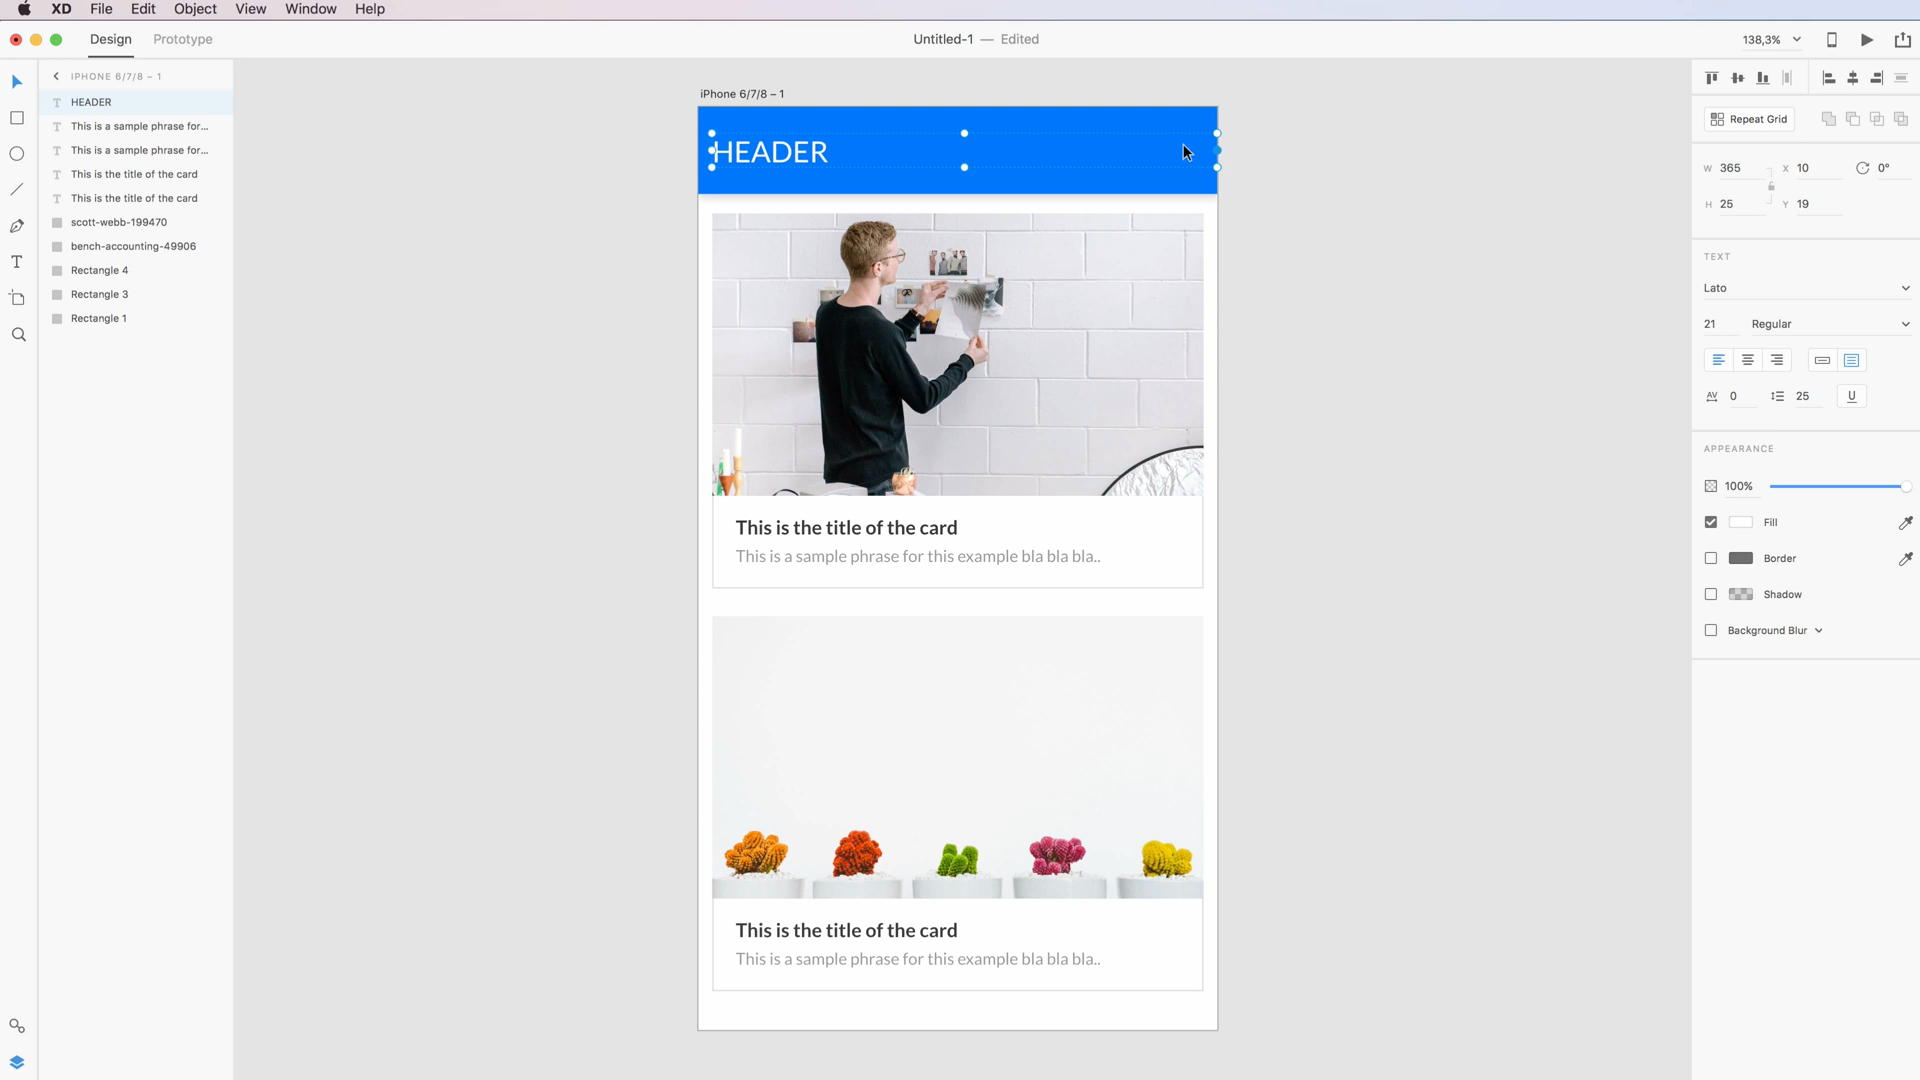 XD File Edit Object View Window Help
Design Prototype Untitled-1 — Edited 138,3%
IPHONE 6/7/8 – 1
HEADER
This is a sample phrase for...
This is a sample phrase for...
This is the title of the card
This is the title of the card
scott-webb-199470
bench-accounting-49906
Rectangle 4
Rectangle 3
Rectangle 1
iPhone 6/7/8 – 1
HEADER
This is the title of the card
This is a sample phrase for this example bla bla bla..
This is the title of the card
This is a sample phrase for this example bla bla bla..
Repeat Grid
W 365 X 10 0°
H 25 Y 19
TEXT
Lato
21 Regular
AV 0 25 U
APPEARANCE
100%
Fill
Border
Shadow
Background Blur